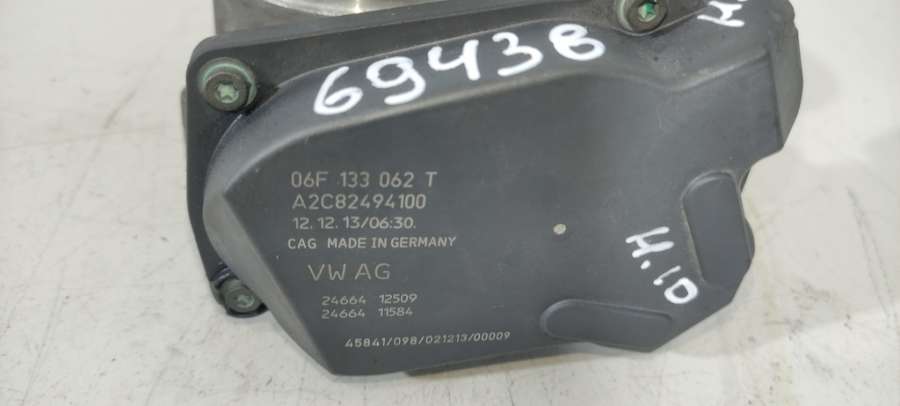 69438
06F 133 062 T
A2C82494100
12. 12. 13/06:30.
CAG MADE IN GERMANY
VW AG
24664 12509
24664 11584
45841/098/021213/00009